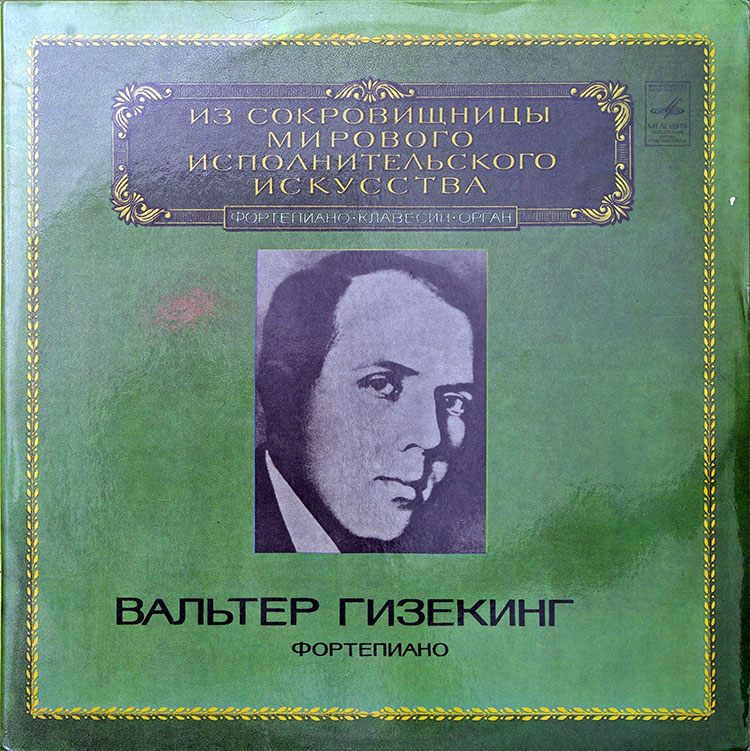 ИЗ СОКРОВИЩНИЦЫ
МИРОВОГО
ИСПОЛНИТЕЛЬСКОГО
ИСКУССТВА
ФОРТЕПИАНО·КЛАВЕСИН·ОРГАН
МЕЛОДИЯ
ВАЛЬТЕР ГИЗЕКИНГ
ФОРТЕПИАНО